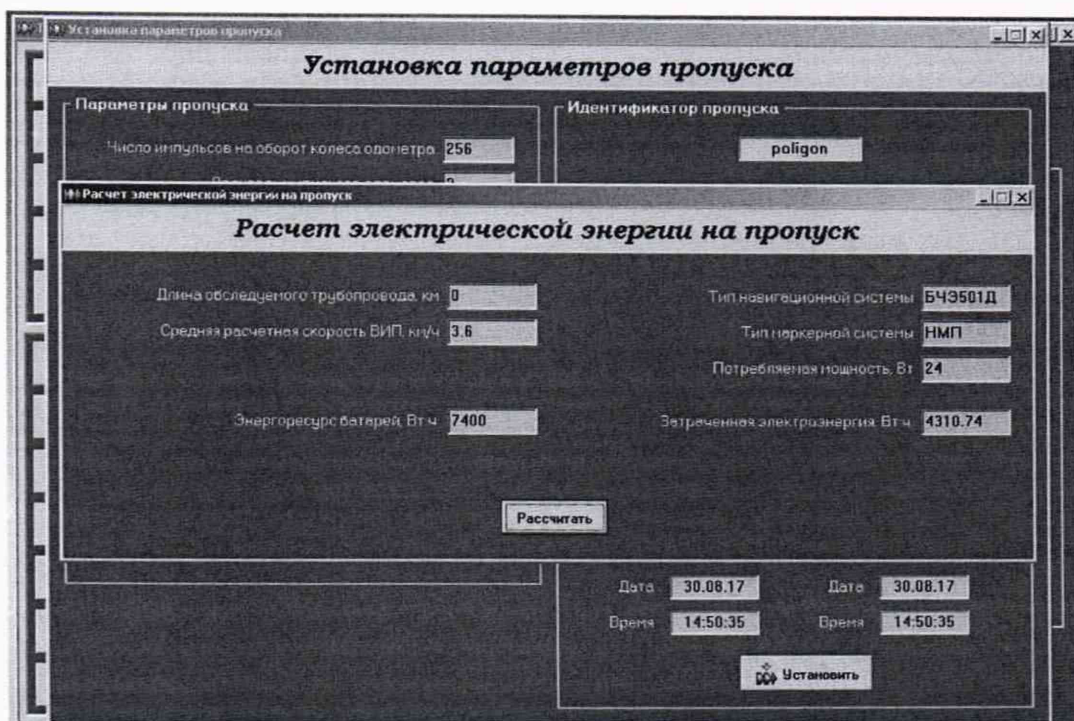 Установка параметров пропуска
Установка параметров пропуска
Параметры пропуска
Число импульсов на оборот колеса одометра 256
Идентификатор пропуска
poligon
Расчет электрической энергии на пропуск
Расчет электрической энергии на пропуск
Длина обследуемого трубопровода, км 0
Средняя расчетная скорость ВИП, км/ч 3.6
Энергоресурс батарей, Вт ч 7400
Тип навигационной системы БЧЭ501Д
Тип маркерной системы НМП
Потребляемая мощность, Вт 24
Затраченная электроэнергия, Вт ч 4310.74
Рассчитать
Дата 30.08.17 Дата 30.08.17
Время 14:50:35 Время 14:50:35
Установить